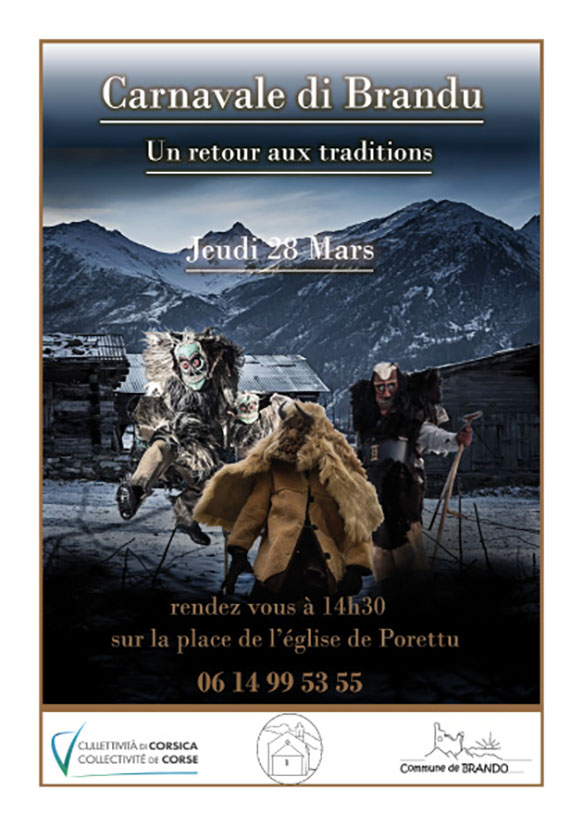 Carnavale di Brandu
Un retour aux traditions
Jeudi 28 Mars
rendez vous à 14h30
sur la place de l'église de Porettu
06 14 99 53 55
CULLETTIVITÀ DI CORSICA
COLLECTIVITÉ DE CORSE
Commune de BRANDO